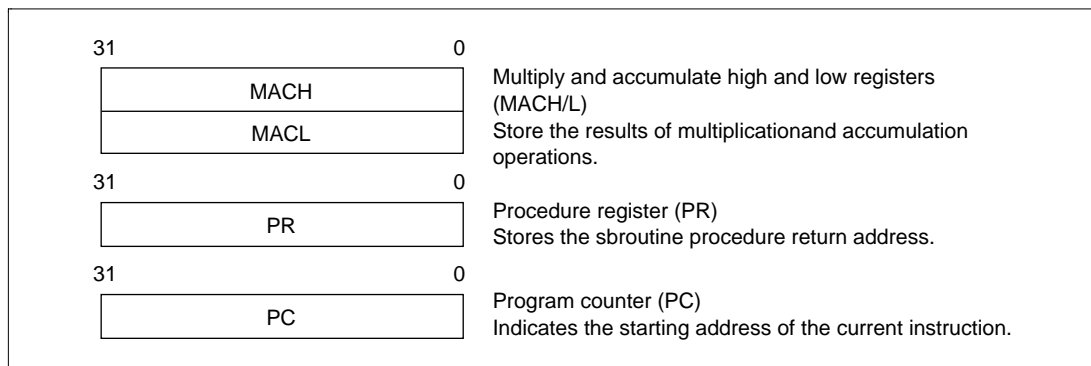 31 0
MACH
MACL
Multiply and accumulate high and low registers
(MACH/L)
Store the results of multiplicationand accumulation
operations.
31 0
PR
Procedure register (PR)
Stores the sbroutine procedure return address.
31 0
PC
Program counter (PC)
Indicates the starting address of the current instruction.